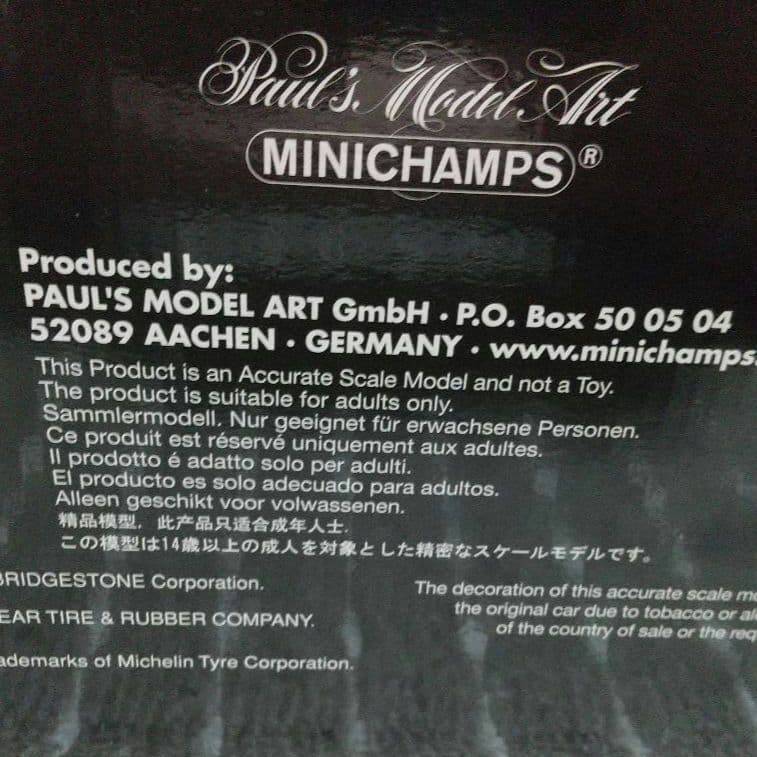 Paul's Model Art
MINICHAMPS®
Produced by:
PAUL'S MODEL ART GmbH · P.O. Box 50 05 04
52089 AACHEN · GERMANY · www.minichamps.
This Product is an Accurate Scale Model and not a Toy.
The product is suitable for adults only.
Sammlermodell. Nur geeignet für erwachsene Personen.
Ce produit est réservé uniquement aux adultes.
Il prodotto é adatto solo per adulti.
El producto es solo adecuado para adultos.
Alleen geschikt voor volwassenen.
精品模型，此产品只适合成年人士.
この模型は14歳以上の成人を対象とした精密なスケールモデルです。
BRIDGESTONE Corporation.
EAR TIRE & RUBBER COMPANY.
ademarks of Michelin Tyre Corporation.
The decoration of this accurate scale mo
the original car due to tobacco or al
of the country of sale or the req